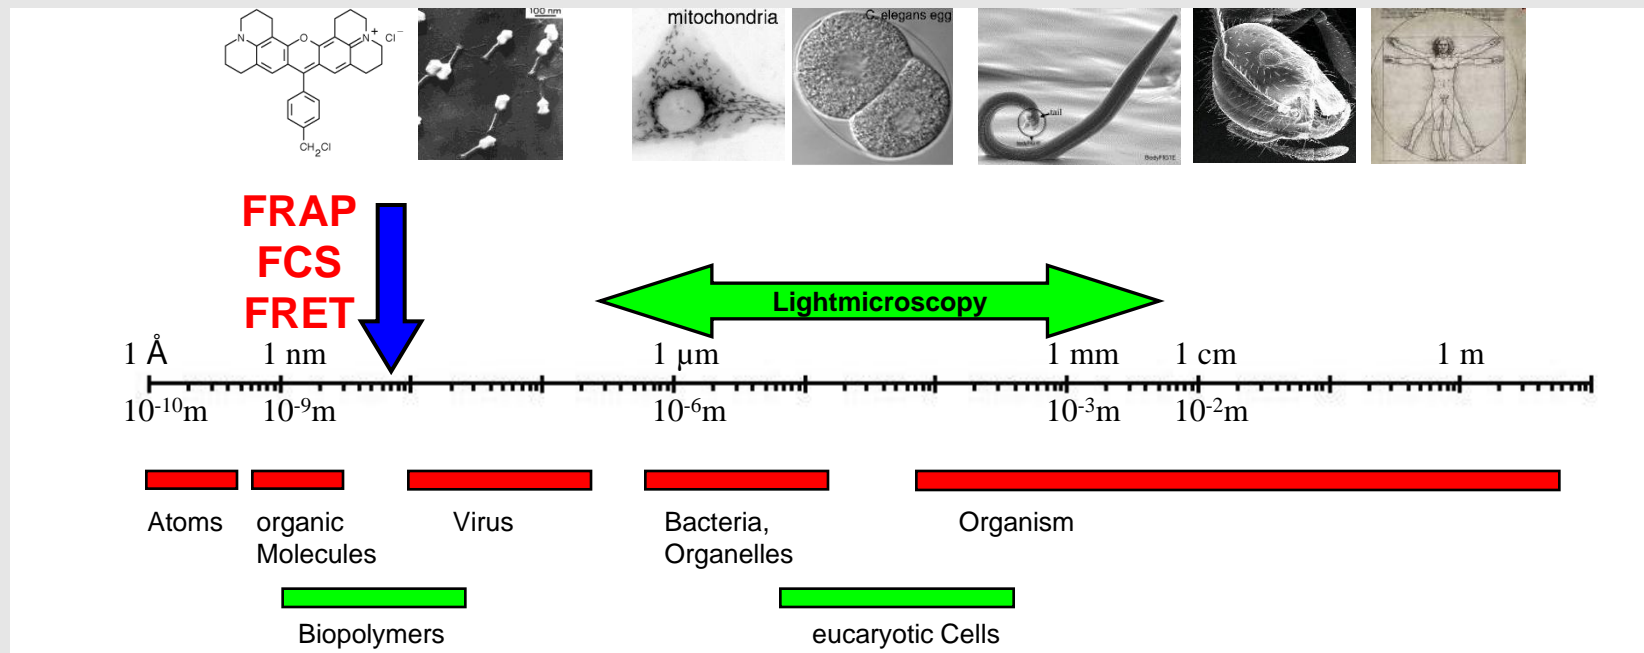 N
O
N
+
Cl
–
CH2Cl
100 nm
mitochondria
C. elegans egg
tail
FRAP
FCS
FRET
Lightmicroscopy
1 Å 1 nm 1 µm 1 mm 1 cm 1 m
10-10m 10-9m 10-6m 10-3m 10-2m
Atoms organic Virus Bacteria, Organism
Molecules Organelles
Biopolymers eucaryotic Cells